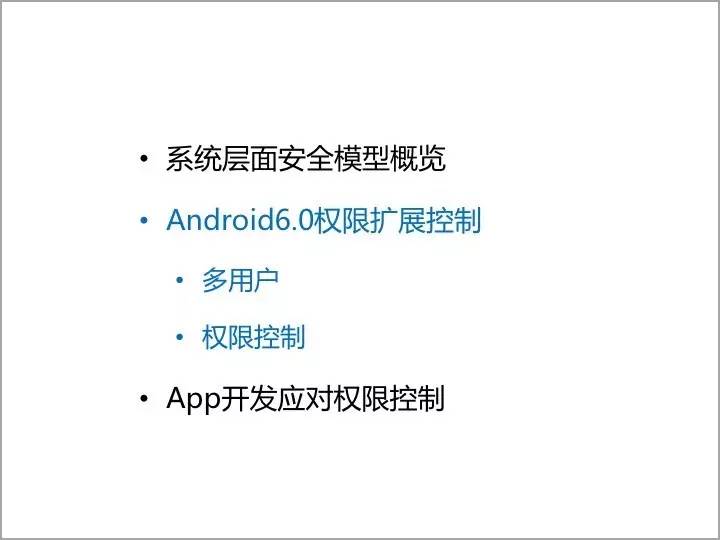 • 系统层面安全模型概览
• Android6.0权限扩展控制
• 多用户
• 权限控制
• App开发应对权限控制